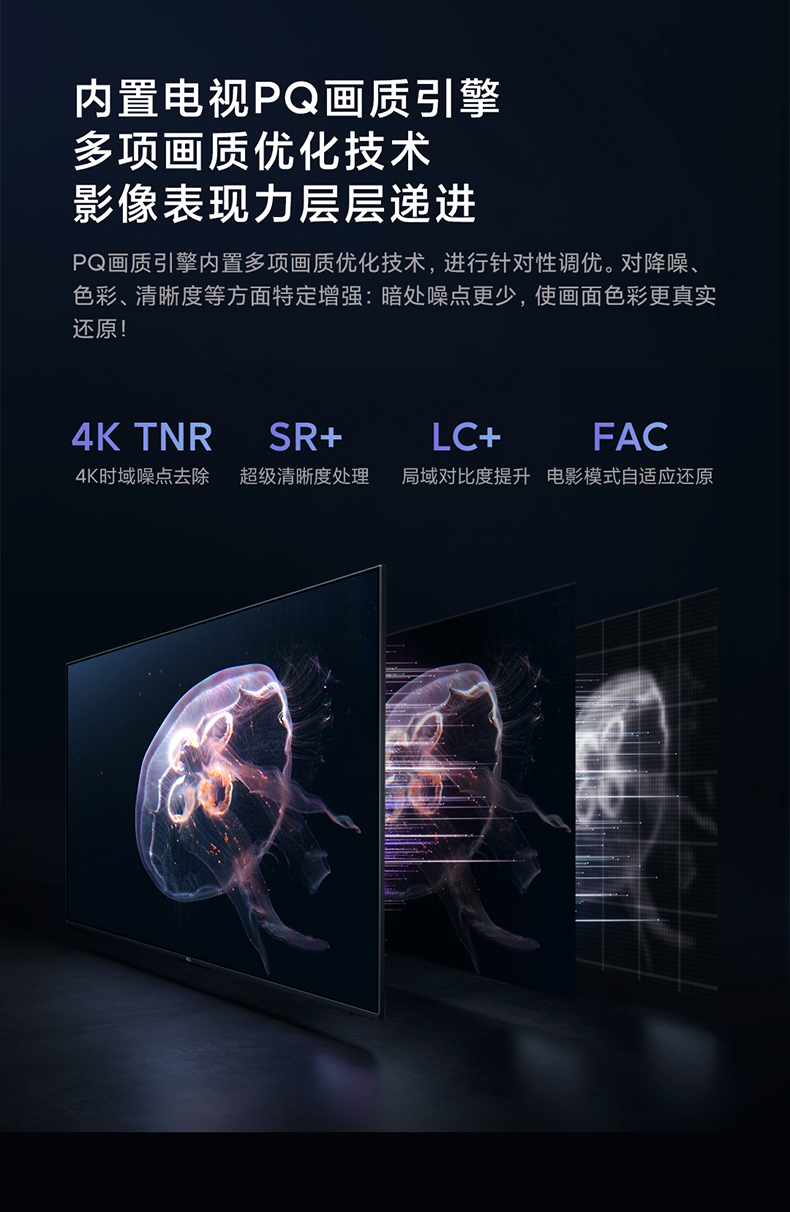 内置电视PQ画质引擎
多项画质优化技术
影像表现力层层递进
PQ画质引擎内置多项画质优化技术，进行针对性调优。对降噪、
色彩、清晰度等方面特定增强：暗处噪点更少，使画面色彩更真实
还原！
4K TNR SR+ LC+ FAC
4K时域噪点去除 超级清晰度处理 局域对比度提升 电影模式自适应还原